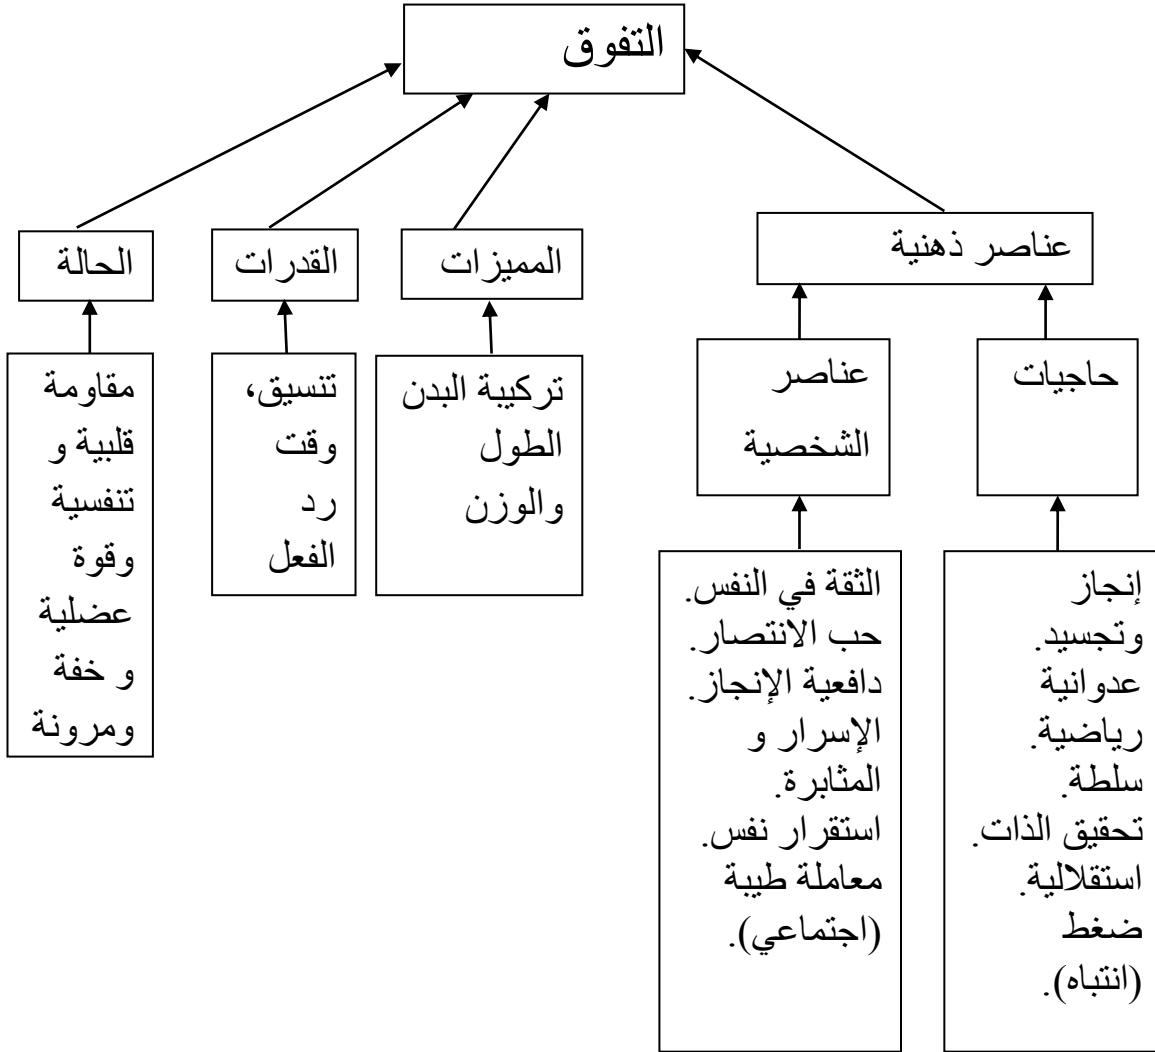 التفوق
عناصر ذهنية
المميزات
القدرات
الحالة
حاجيات
عناصر
الشخصية
تركيبة البدن
الطول
والوزن
تنسيق،
وقت
رد
الفعل
مقاومة
قلبية و
تنفسية
وقوة
عضلية
و خفة
ومرونة
إنجاز
وتجسيد.
عدوانية
رياضية.
سلطة.
تحقيق الذات.
استقلالية.
ضغط
(انتباه).
الثقة في النفس.
حب الانتصار.
دافعية الإنجاز.
الإسرار و
المثابرة.
استقرار نفس.
معاملة طيبة
(اجتماعي).